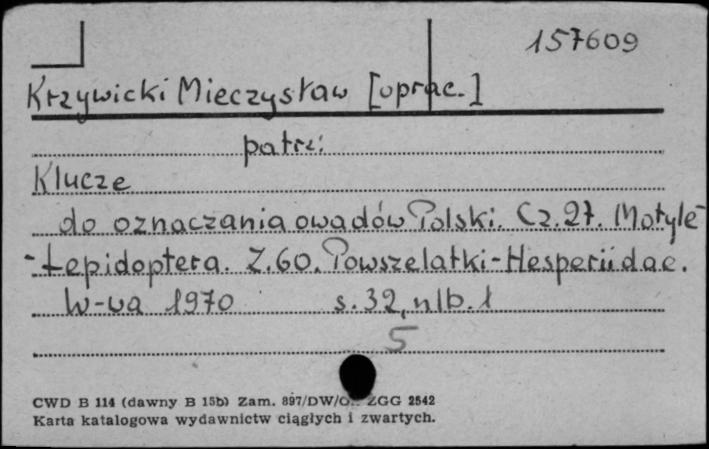 157609
Krzywicki Mieczysław [oprac.]
patrz:
Klucze
do oznaczania owadów Polski. Cz. 27. Motyle-
-Lepidoptera. Z. 60. Powszelatki - Hesperiidae.
W-wa 1970 s. 32, nlb. 1
5
CWD B 114 (dawny B 15b) Zam. 897/DW/O. ZGG 2542
Karta katalogowa wydawnictw ciągłych i zwartych.